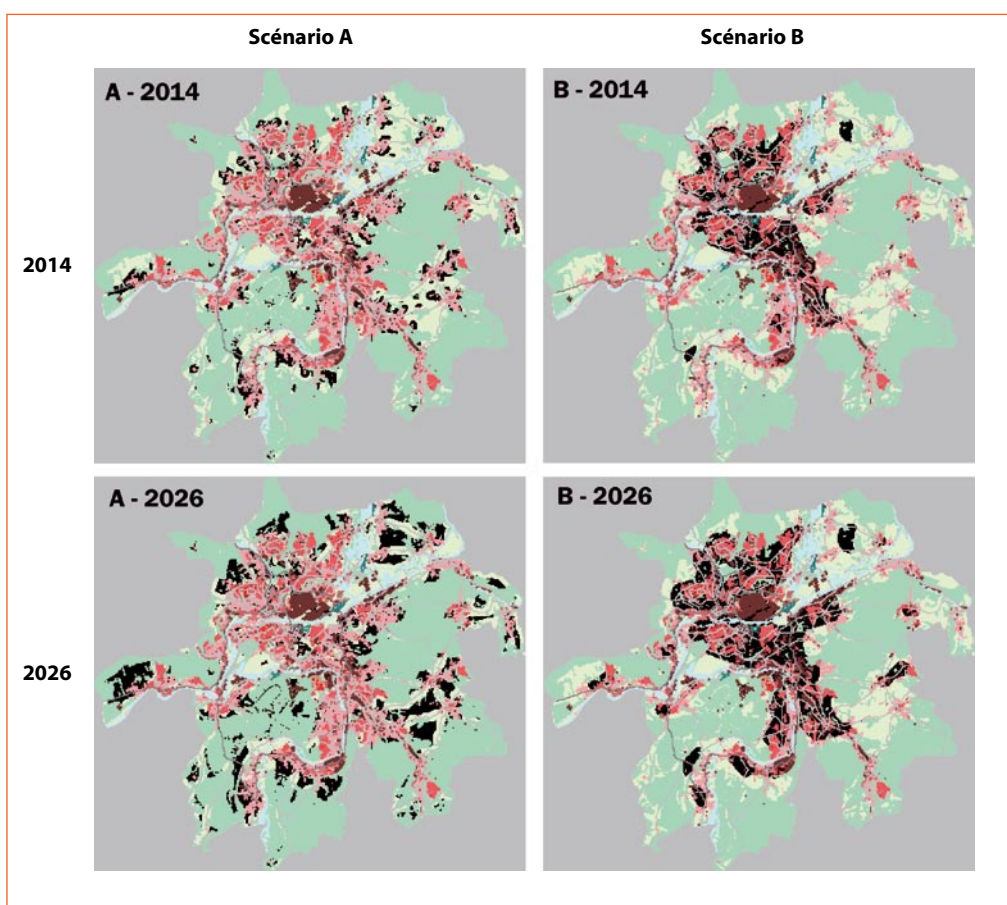 Scénario A
Scénario B
A - 2014
B - 2014
2014
A - 2026
B - 2026
2026